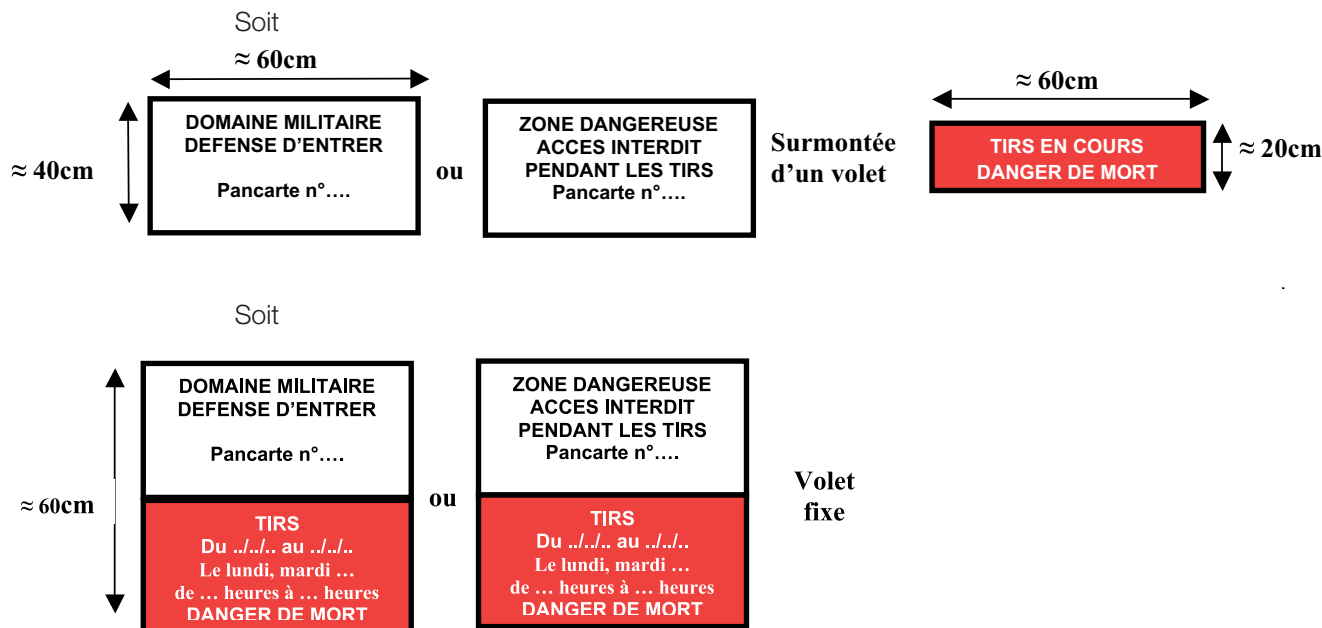 Soit
≈ 60cm
≈ 40cm
DOMAINE MILITAIRE
DEFENSE D'ENTRER
Pancarte n°….
ou
ZONE DANGEREUSE
ACCES INTERDIT
PENDANT LES TIRS
Pancarte n°….
Surmontée
d'un volet
≈ 60cm
TIRS EN COURS
DANGER DE MORT
≈ 20cm
Soit
≈ 60cm
DOMAINE MILITAIRE
DEFENSE D'ENTRER
Pancarte n°….
TIRS
Du ../../.. au ../../..
Le lundi, mardi …
de … heures à … heures
DANGER DE MORT
ou
ZONE DANGEREUSE
ACCES INTERDIT
PENDANT LES TIRS
Pancarte n°….
TIRS
Du ../../.. au ../../..
Le lundi, mardi …
de … heures à … heures
DANGER DE MORT
Volet
fixe